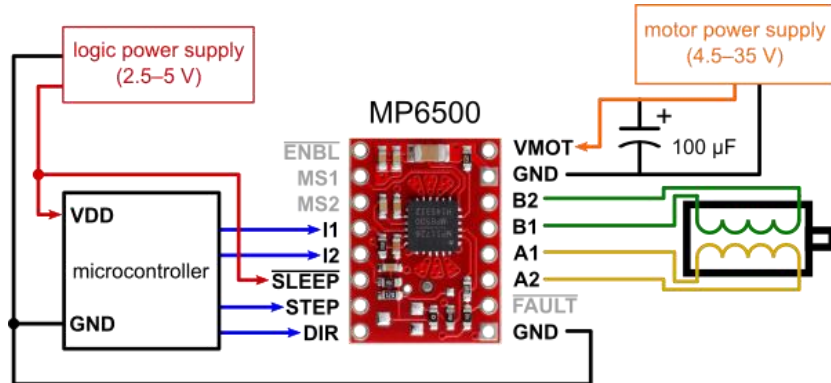 logic power supply
(2.5–5 V)
motor power supply
(4.5–35 V)
MP6500
+
100 µF
ENBL
MS1
MS2
I1
I2
SLEEP
STEP
DIR
VMOT
GND
B2
B1
A1
A2
FAULT
GND
VDD
microcontroller
GND